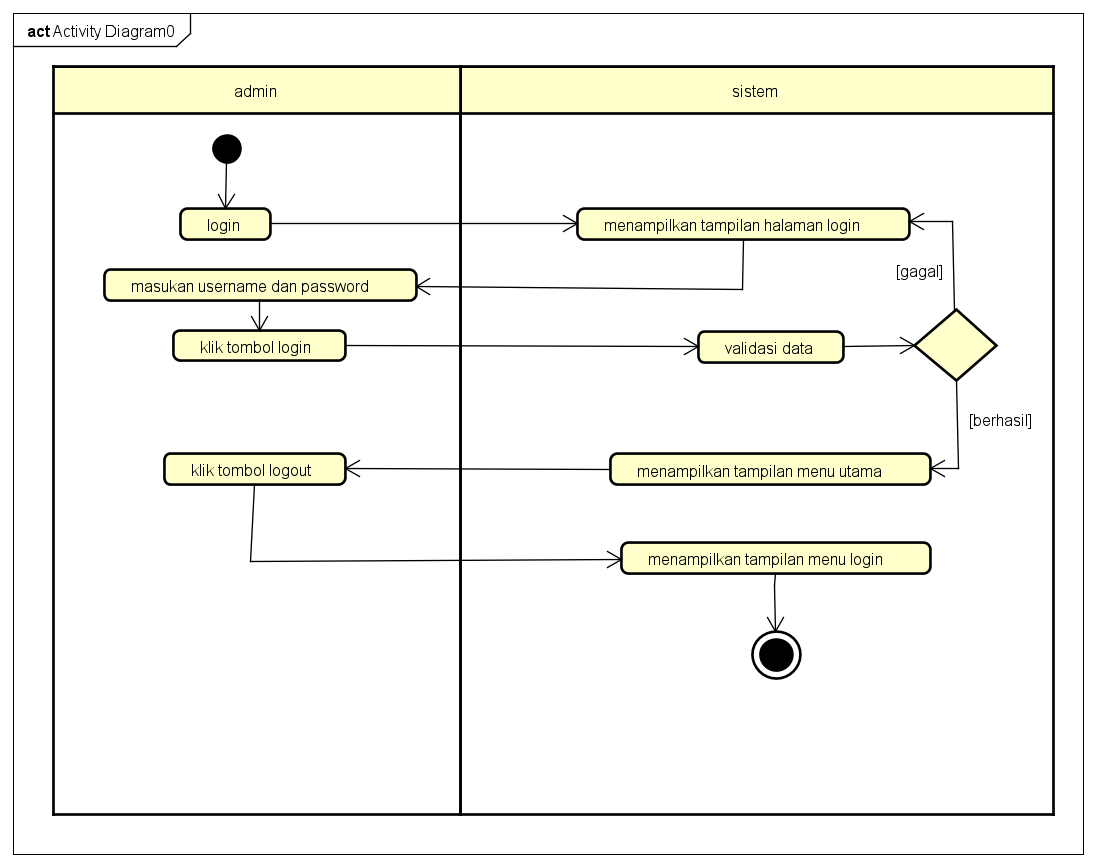 act Activity Diagram0
admin
sistem
login
menampilkan tampilan halaman login
[gagal]
masukan username dan password
klik tombol login
validasi data
[berhasil]
klik tombol logout
menampilkan tampilan menu utama
menampilkan tampilan menu login